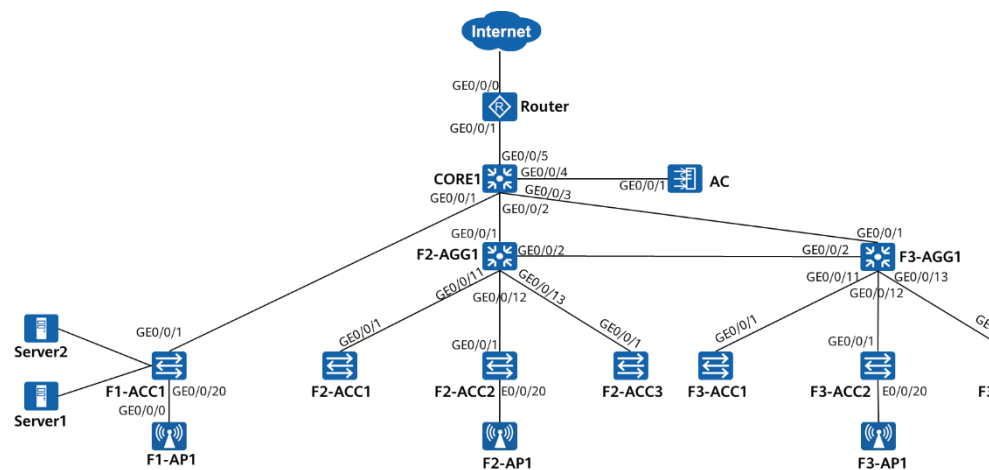 Internet
GE0/0/0
Router
GE0/0/1
GE0/0/5
GE0/0/4
CORE1
GE0/0/1
AC
GE0/0/1
GE0/0/3
GE0/0/2
GE0/0/1
GE0/0/1
F2-AGG1
GE0/0/2
GE0/0/2
F3-AGG1
GE0/0/11
GE0/0/12
GE0/0/13
GE0/0/11
GE0/0/13
GE0/0/12
GE0/0/1
GE0/0/1
GE0/0/1
GE0/0/1
GE0/0/1
GE0/0/1
Server2
F1-ACC1
GE0/0/20
F2-ACC1
F2-ACC2
E0/0/20
F2-ACC3
F3-ACC1
F3-ACC2
E0/0/20
F3
GE0/0/0
Server1
F1-AP1
F2-AP1
F3-AP1